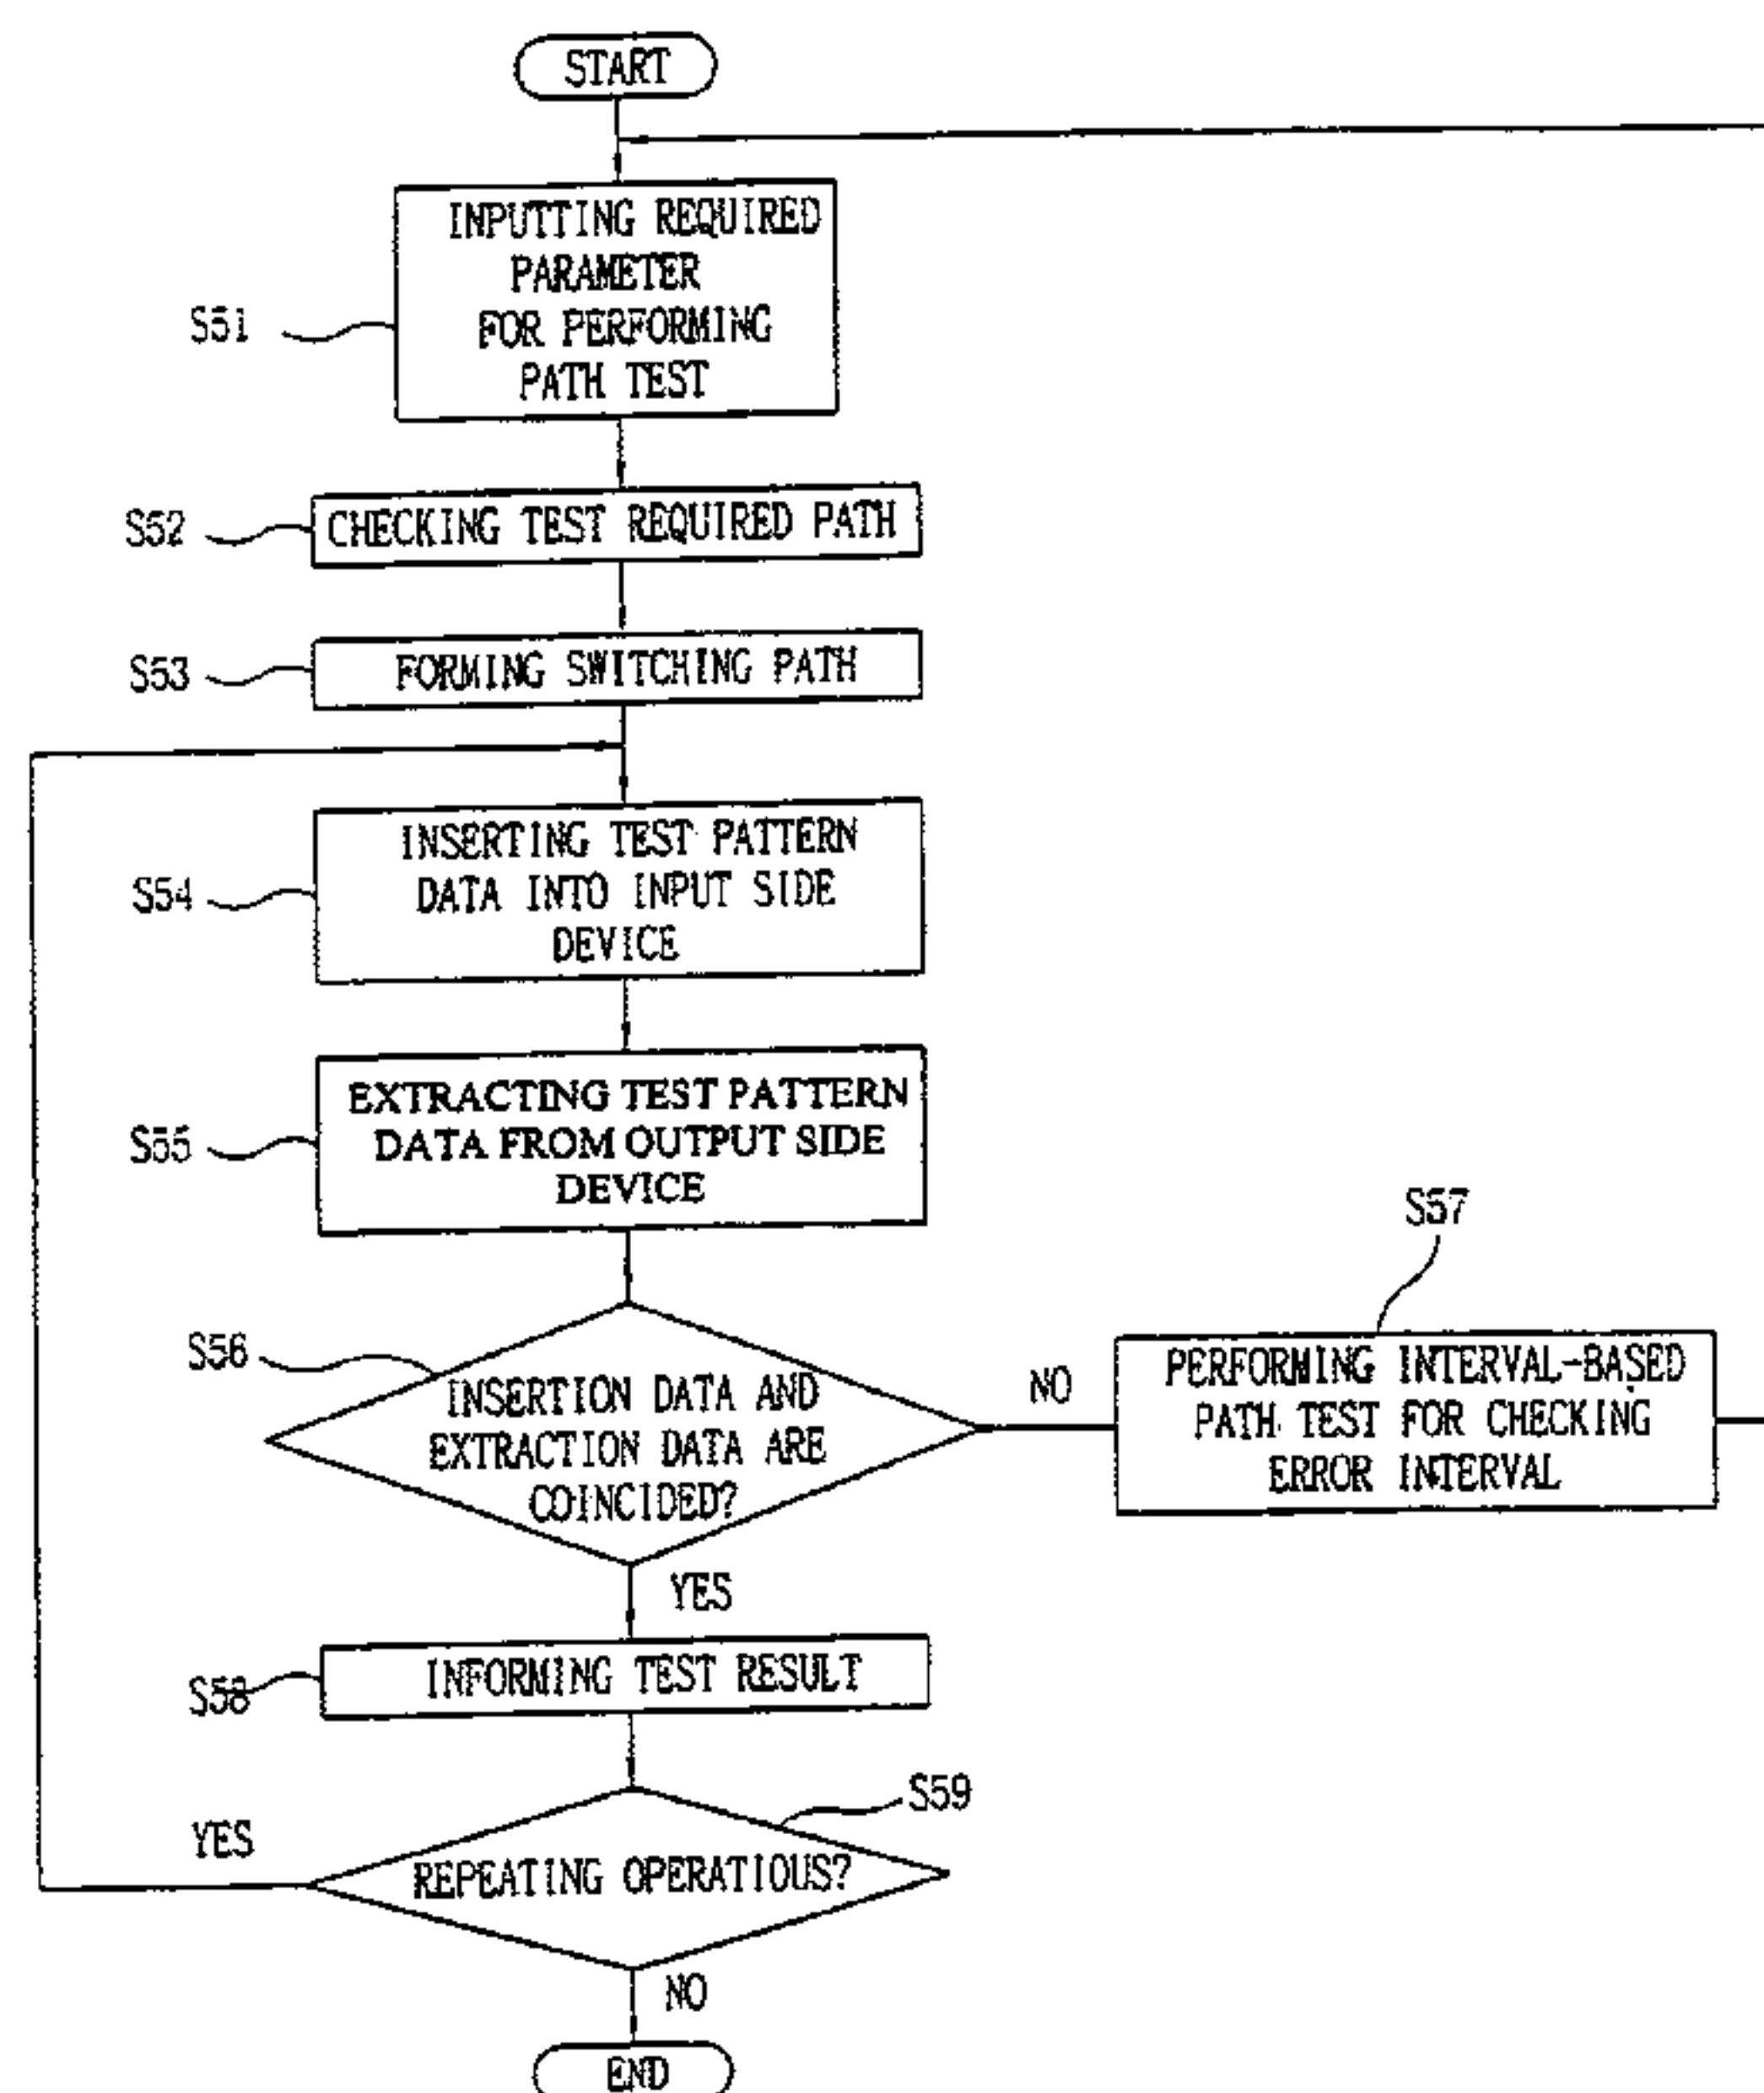 START
INPUTTING REQUIRED
PARAMETER
FOR PERFORMING
PATH TEST
S51
CHECKING TEST REQUIRED PATH
S52
FORMING SWITCHING PATH
S53
INSERTING TEST PATTERN
DATA INTO INPUT SIDE
DEVICE
S54
EXTRACTING TEST PATTERN
DATA FROM OUTPUT SIDE
DEVICE
S55
S56
INSERTION DATA AND
EXTRACTION DATA ARE
COINCIDED?
NO
S57
PERFORMING INTERVAL-BASED
PATH TEST FOR CHECKING
ERROR INTERVAL
YES
INFORMING TEST RESULT
S58
S59
YES
REPEATING OPERATIOUS?
NO
END